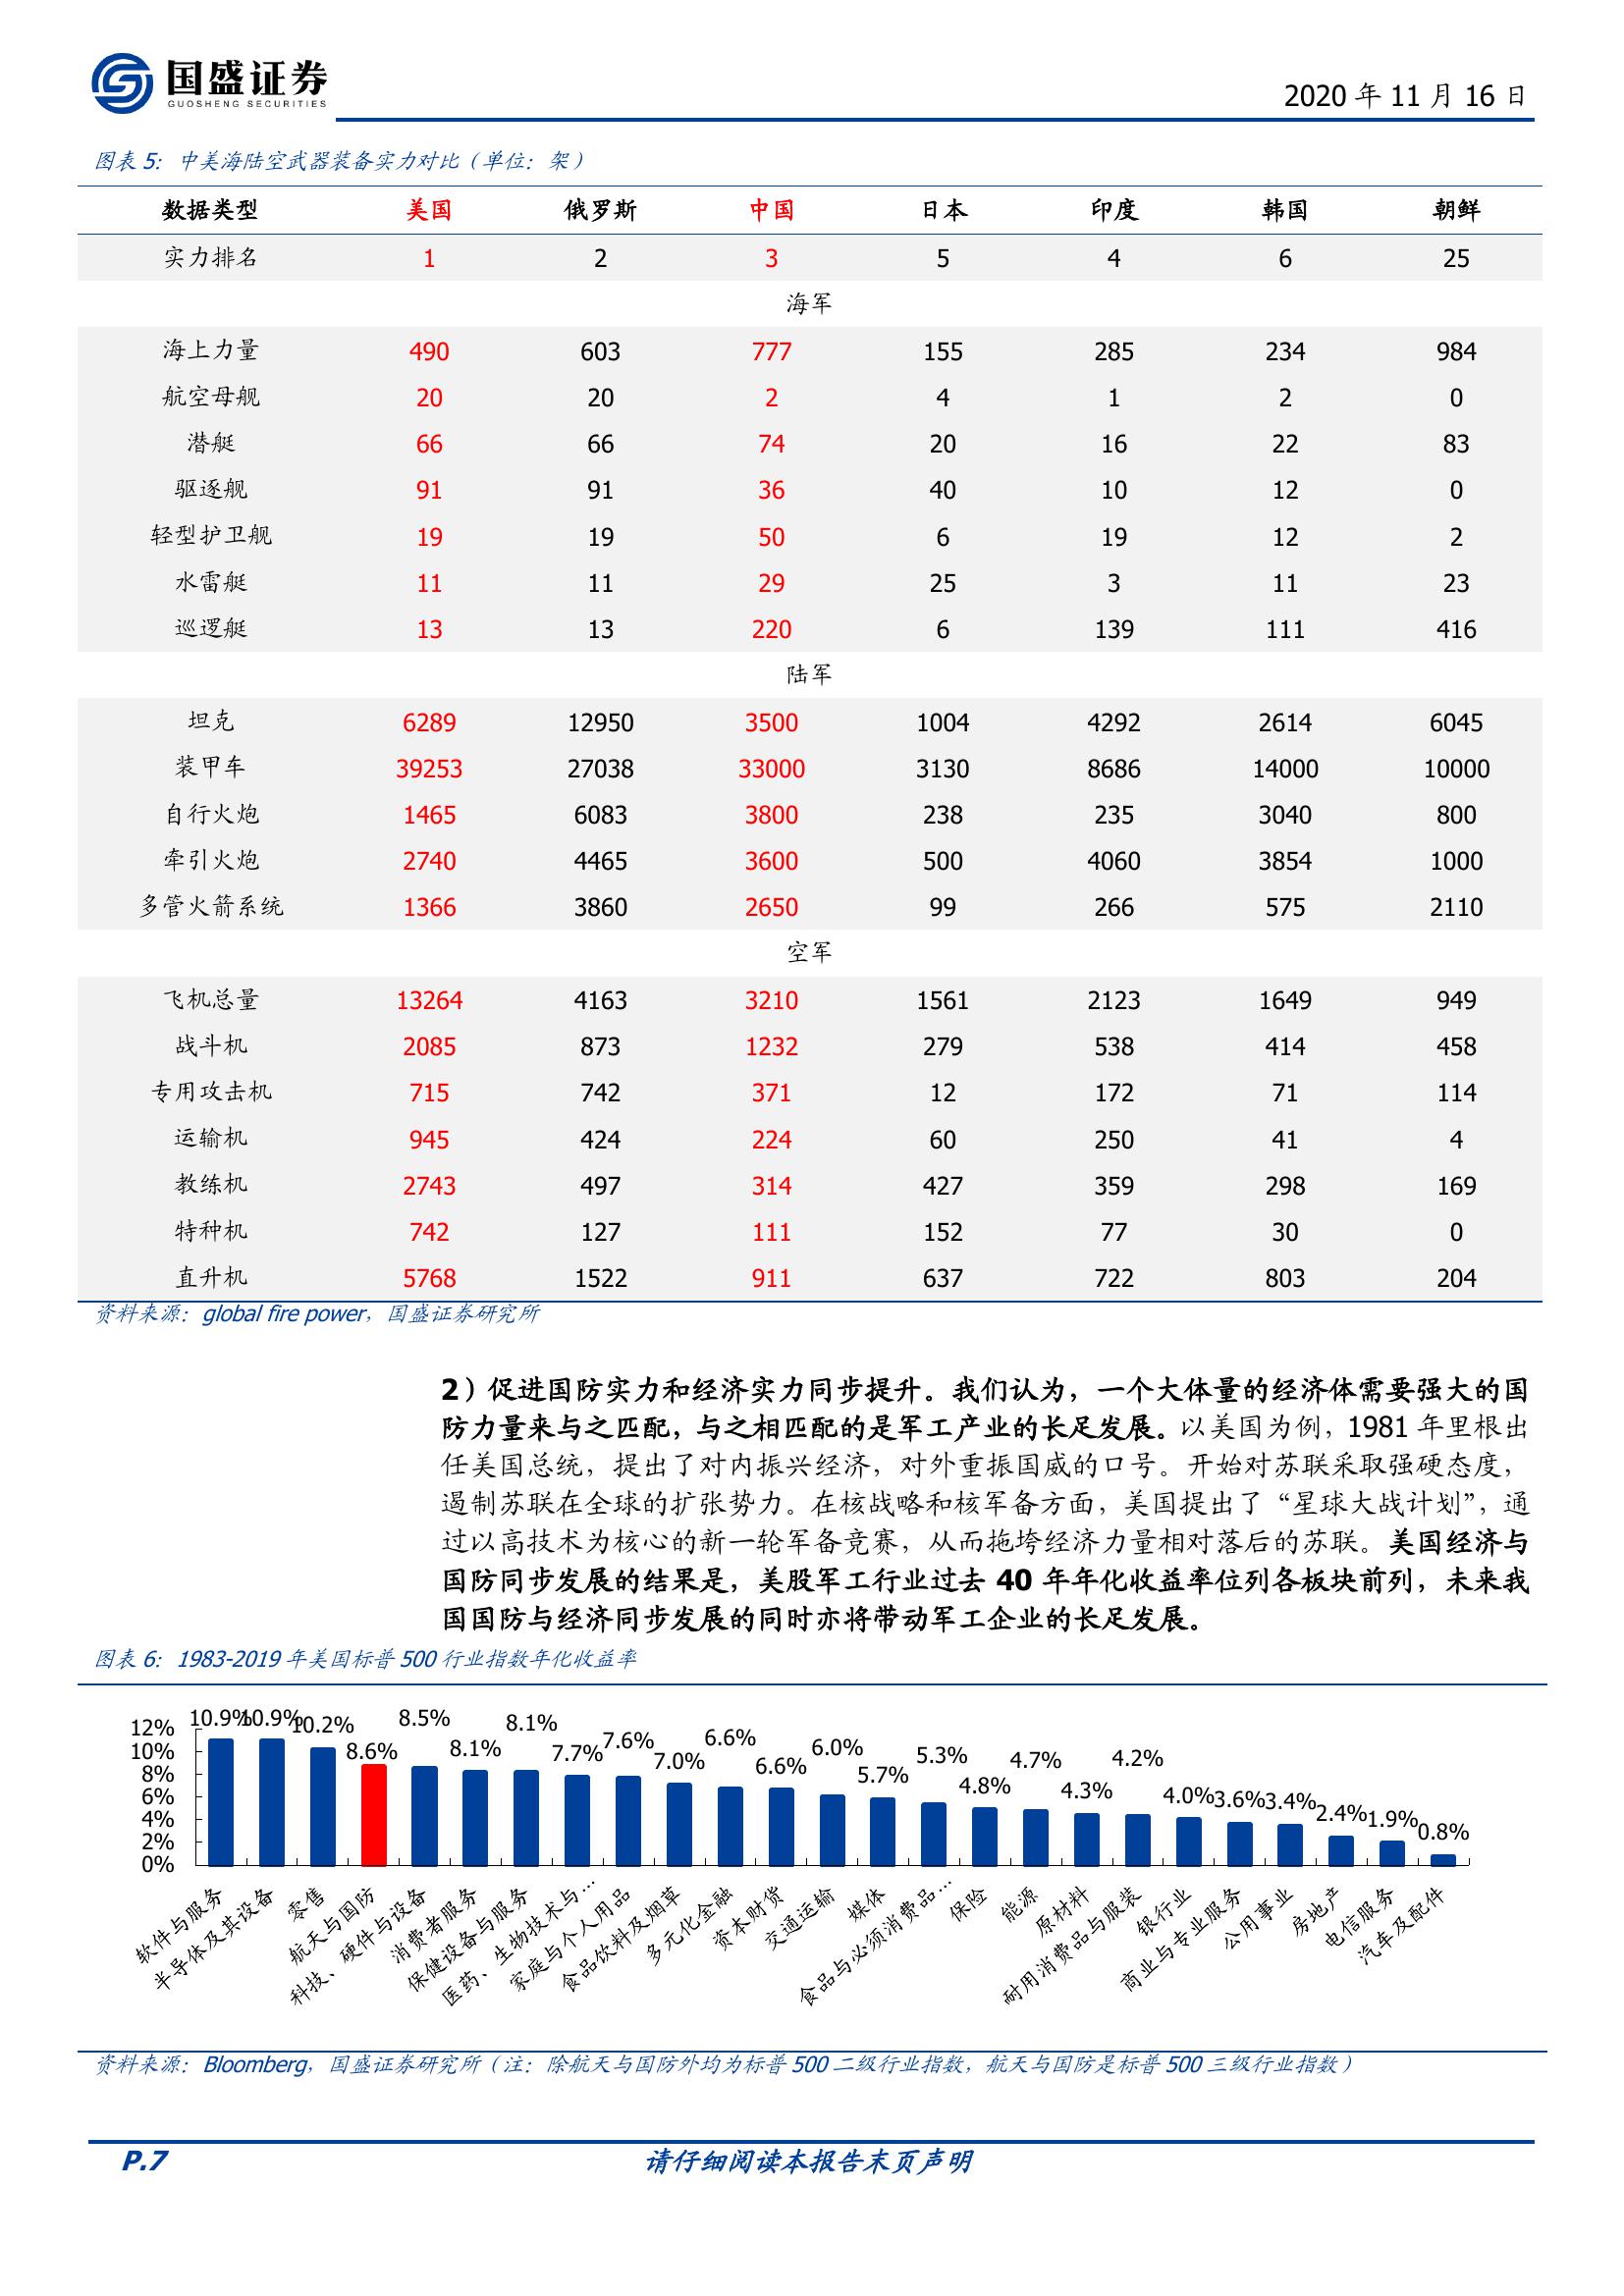 国盛证券
GUOSHENG SECURITIES
2020 年 11 月 16 日
图表 5：中美海陆空武器装备实力对比（单位：架）
数据类型 美国 俄罗斯 中国 日本 印度 韩国 朝鲜
实力排名 1 2 3 5 4 6 25
海军
海上力量 490 603 777 155 285 234 984
航空母舰 20 20 2 4 1 2 0
潜艇 66 66 74 20 16 22 83
驱逐舰 91 91 36 40 10 12 0
轻型护卫舰 19 19 50 6 19 12 2
水雷艇 11 11 29 25 3 11 23
巡逻艇 13 13 220 6 139 111 416
陆军
坦克 6289 12950 3500 1004 4292 2614 6045
装甲车 39253 27038 33000 3130 8686 14000 10000
自行火炮 1465 6083 3800 238 235 3040 800
牵引火炮 2740 4465 3600 500 4060 3854 1000
多管火箭系统 1366 3860 2650 99 266 575 2110
空军
飞机总量 13264 4163 3210 1561 2123 1649 949
战斗机 2085 873 1232 279 538 414 458
专用攻击机 715 742 371 12 172 71 114
运输机 945 424 224 60 250 41 4
教练机 2743 497 314 427 359 298 169
特种机 742 127 111 152 77 30 0
直升机 5768 1522 911 637 722 803 204
资料来源：global fire power，国盛证券研究所
2）促进国防实力和经济实力同步提升。我们认为，一个大体量的经济体需要强大的国
防力量来与之匹配，与之相匹配的是军工产业的长足发展。以美国为例，1981 年里根出
任美国总统，提出了对内振兴经济，对外重振国威的口号。开始对苏联采取强硬态度，
遏制苏联在全球的扩张势力。在核战略和核军备方面，美国提出了“星球大战计划”，通
过以高技术为核心的新一轮军备竞赛，从而拖垮经济力量相对落后的苏联。美国经济与
国防同步发展的结果是，美股军工行业过去 40 年年化收益率位列各板块前列，未来我
国国防与经济同步发展的同时亦将带动军工企业的长足发展。
图表 6：1983-2019 年美国标普 500 行业指数年化收益率
12%
10%
8%
6%
4%
2%
0%
10.9% 10.9% 10.2% 8.6% 8.5% 8.1% 8.1% 7.7% 7.6% 7.0% 6.6% 6.6% 6.0% 5.7% 5.3% 4.8% 4.7% 4.3% 4.2% 4.0% 3.6% 3.4% 2.4% 1.9% 0.8%
软件与服务
半导体及其设备
零售
航天与国防
科技、硬件与设备
消费者服务
保健设备与服务
医药、生物技术与…
家庭与个人用品
食品饮料及烟草
多元化金融
资本财货
交通运输
媒体
食品与必须消费品…
保险
能源
原材料
耐用消费品与服装
银行业
商业与专业服务
公用事业
房地产
电信服务
汽车及配件
资料来源：Bloomberg，国盛证券研究所（注：除航天与国防外均为标普 500 二级行业指数，航天与国防是标普 500 三级行业指数）
P.7 请仔细阅读本报告末页声明